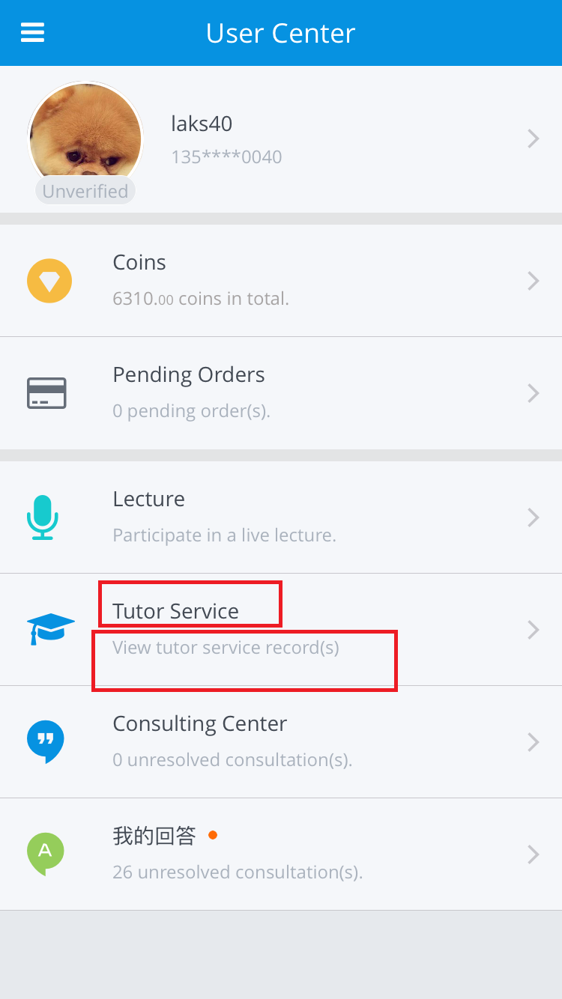 User Center
laks40
135****0040
Unverified
Coins
6310.00 coins in total.
Pending Orders
0 pending order(s).
Lecture
Participate in a live lecture.
Tutor Service
View tutor service record(s)
Consulting Center
0 unresolved consultation(s).
我的回答
26 unresolved consultation(s).